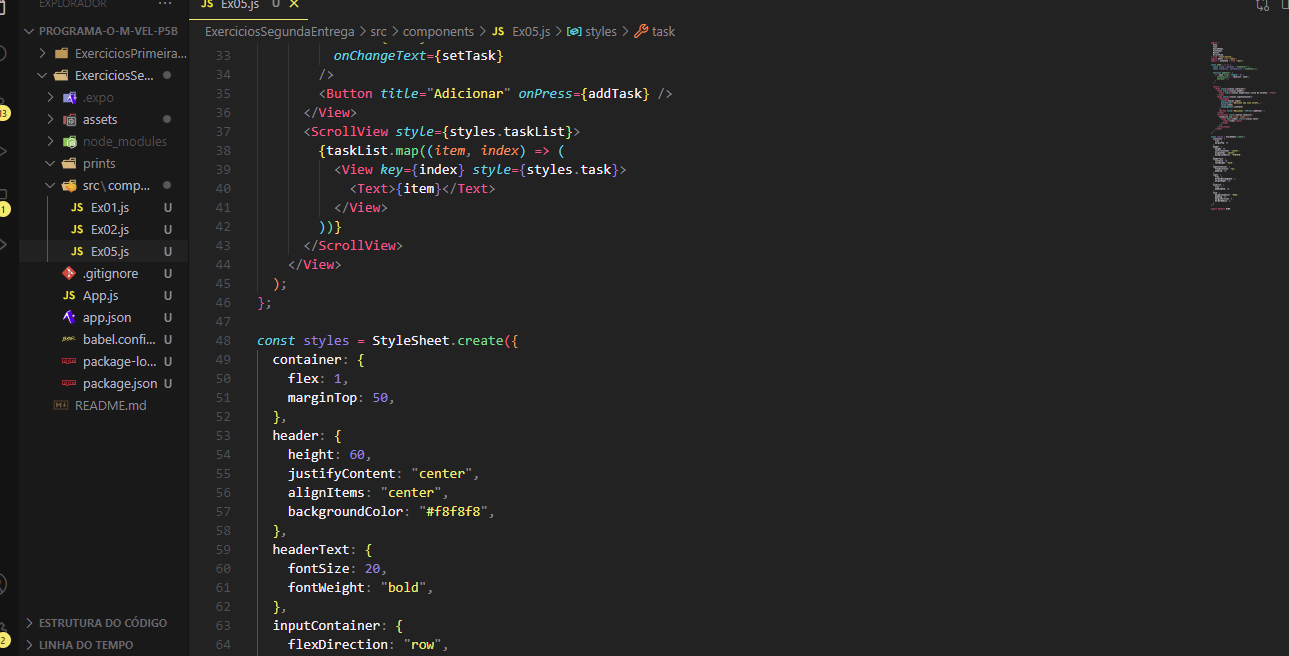 EXPLORADOR ···
PROGRAMA-O-M-VEL-P5B
ExerciciosPrimeira...
ExerciciosSe...
.expo
assets
node_modules
prints
src\comp...
JS Ex01.js U
JS Ex02.js U
JS Ex05.js U
.gitignore U
JS App.js U
app.json U
babel.confi... U
package-lo... U
package.json U
README.md
ESTRUTURA DO CÓDIGO
LINHA DO TEMPO
JS Ex05.js U ×
ExerciciosSegundaEntrega > src > components > JS Ex05.js > styles > task
33 onChangeText={setTask}
34 />
35 <Button title="Adicionar" onPress={addTask} />
36 </View>
37 <ScrollView style={styles.taskList}>
38 {taskList.map((item, index) => (
39 <View key={index} style={styles.task}>
40 <Text>{item}</Text>
41 </View>
42 ))}
43 </ScrollView>
44 </View>
45 );
46 };
47
48 const styles = StyleSheet.create({
49 container: {
50 flex: 1,
51 marginTop: 50,
52 },
53 header: {
54 height: 60,
55 justifyContent: "center",
56 alignItems: "center",
57 backgroundColor: "#f8f8f8",
58 },
59 headerText: {
60 fontSize: 20,
61 fontWeight: "bold",
62 },
63 inputContainer: {
64 flexDirection: "row",